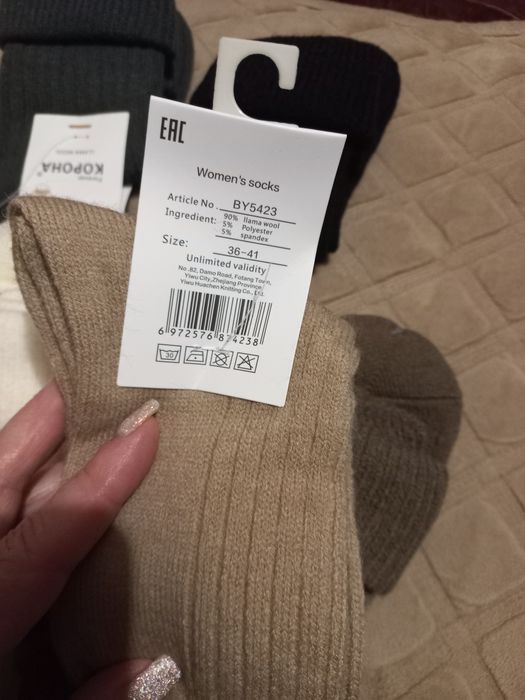 EAC
Women's socks
Article No. BY5423
Ingredient: 90% llama wool
5% Polyester
5% spandex
Size: 36-41
Unlimited validity
No.82, Damo Road, Fotang Town,
Yiwu City, Zhejiang Province
Yiwu Huachen Knitting Co., Ltd.
6 972576 874238
30
КОРОНА